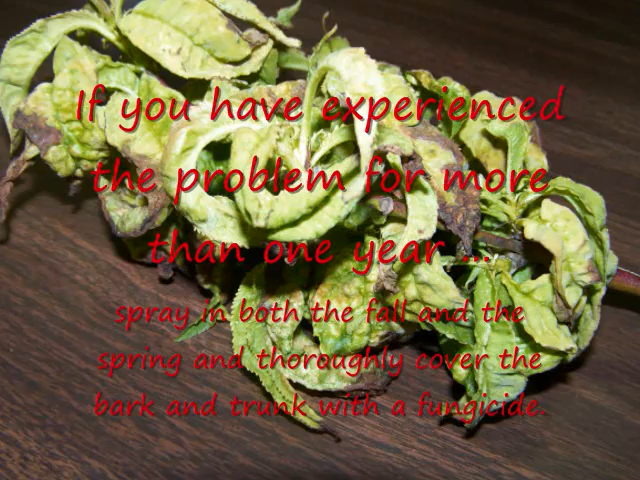 If you have experienced
the problem for more
than one year ...
spray in both the fall and the
spring and thoroughly cover the
bark and trunk with a fungicide.